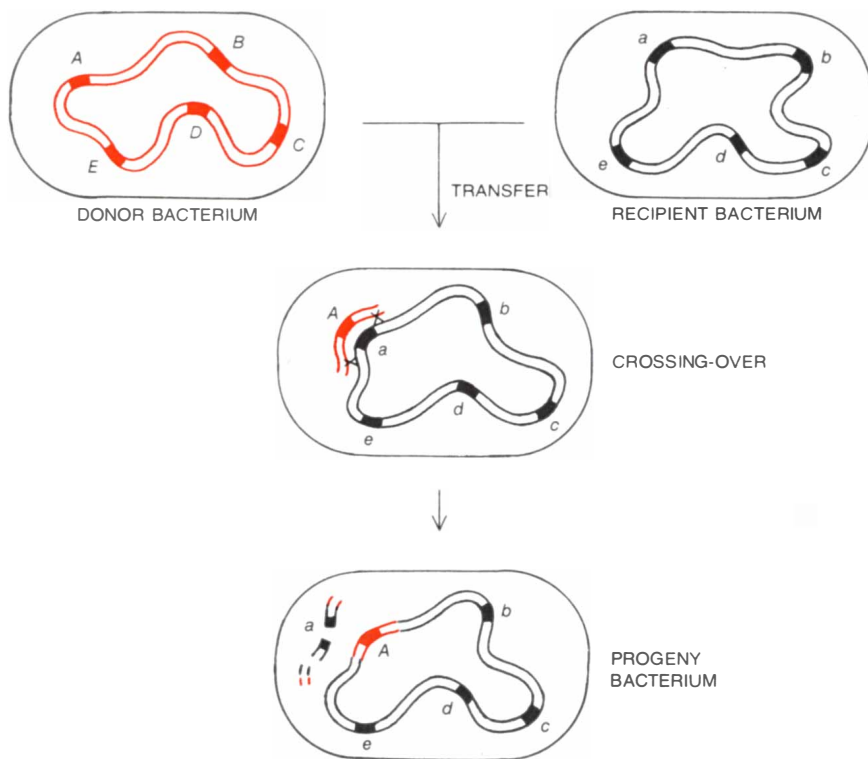 A
B
C
D
E
DONOR BACTERIUM
a
b
c
d
e
RECIPIENT BACTERIUM
TRANSFER
A
a
b
c
d
e
CROSSING-OVER
a
A
b
c
d
e
PROGENY
BACTERIUM